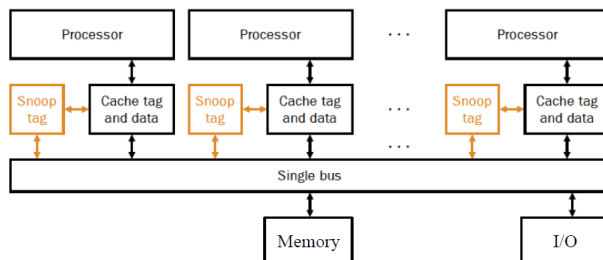 Processor Processor ... Processor
Snoop tag Cache tag and data Snoop tag Cache tag and data ... Snoop tag Cache tag and data
...
Single bus
Memory I/O